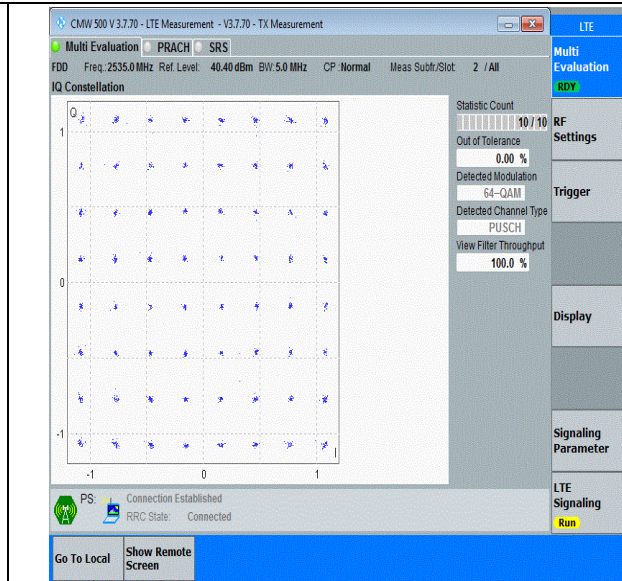 CMW 500 V 3.7.70 - LTE Measurement - V3.7.70 - TX Measurement
LTE
Multi Evaluation PRACH SRS
Multi
Evaluation
RDY
FDD Freq.:2535.0 MHz Ref. Level: 40.40 dBm BW:5.0 MHz CP :Normal Meas Subfr./Slot: 2 / All
IQ Constellation
Statistic Count
10 / 10
Out of Tolerance
0.00 %
Detected Modulation
64-QAM
Detected Channel Type
PUSCH
View Filter Throughput
100.0 %
Q
1
0
-1
I
-1 0 1
RF
Settings
Trigger
Display
Signaling
Parameter
LTE
Signaling
Run
PS: Connection Established
RRC State: Connected
Go To Local
Show Remote
Screen